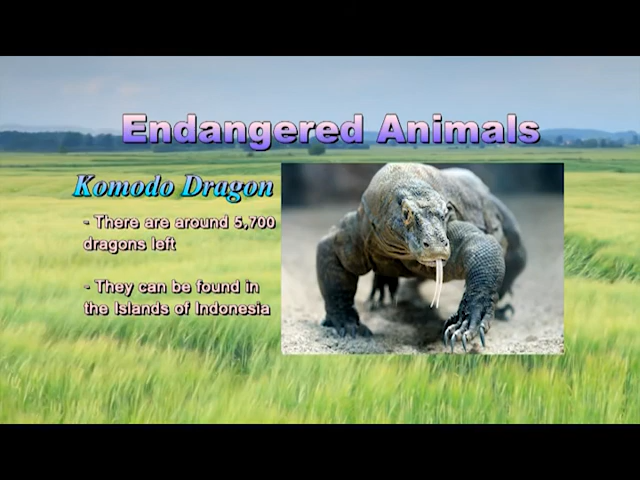 Endangered Animals
Komodo Dragon
- There are around 5,700
dragons left
- They can be found in
the Islands of Indonesia